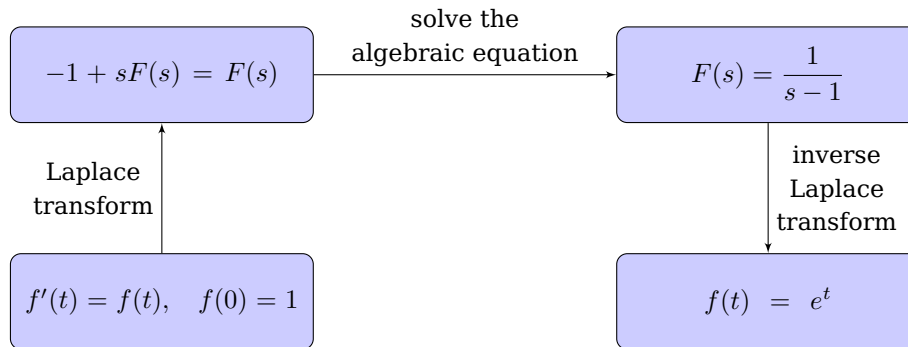 solve the
algebraic equation
−1 + sF(s) = F(s)
F(s) = 1/(s − 1)
Laplace
transform
inverse
Laplace
transform
f′(t) = f(t), f(0) = 1
f(t) = e^t